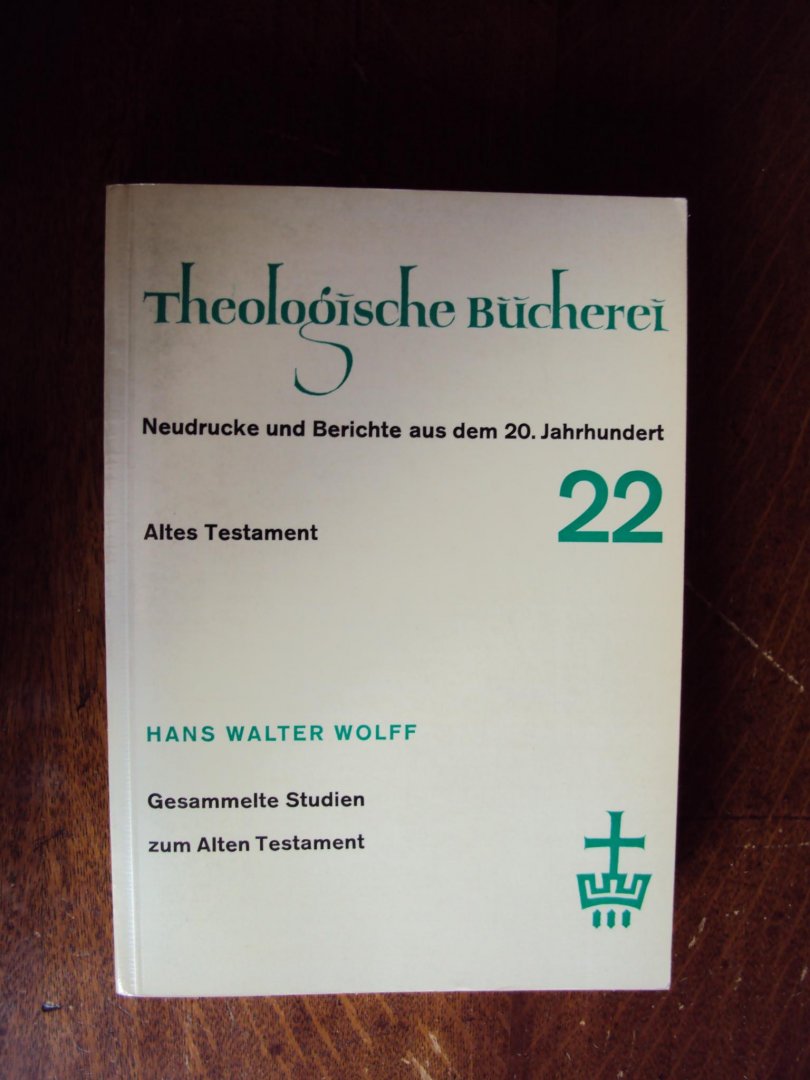 Theologische Bücherei
Neudrucke und Berichte aus dem 20. Jahrhundert
22
Altes Testament
HANS WALTER WOLFF
Gesammelte Studien
zum Alten Testament